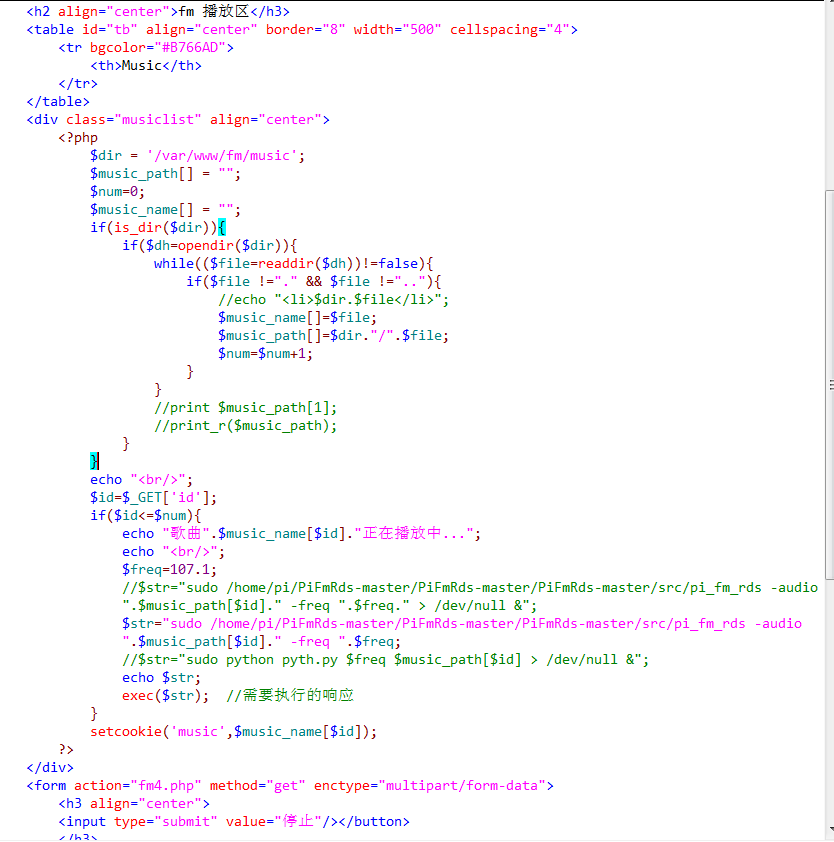 <h2 align="center">fm 播放区</h3>
<table id="tb" align="center" border="8" width="500" cellspacing="4">
<tr bgcolor="#B766AD">
<th>Music</th>
</tr>
</table>
<div class="musiclist" align="center">
<?php
$dir = '/var/www/fm/music';
$music_path[] = "";
$num=0;
$music_name[] = "";
if(is_dir($dir)){
if($dh=opendir($dir)){
while(($file=readdir($dh))!=false){
if($file !="." && $file !=".."){
//echo "<li>$dir.$file</li>";
$music_name[]=$file;
$music_path[]=$dir."/".$file;
$num=$num+1;
}
}
//print $music_path[1];
//print_r($music_path);
}
}
echo "<br/>";
$id=$_GET['id'];
if($id<=$num){
echo "歌曲".$music_name[$id]."正在播放中...";
echo "<br/>";
$freq=107.1;
//$str="sudo /home/pi/PiFmRds-master/PiFmRds-master/PiFmRds-master/src/pi_fm_rds -audio
".$music_path[$id]." -freq ".$freq." > /dev/null &";
$str="sudo /home/pi/PiFmRds-master/PiFmRds-master/PiFmRds-master/src/pi_fm_rds -audio
".$music_path[$id]." -freq ".$freq;
//$str="sudo python pyth.py $freq $music_path[$id] > /dev/null &";
echo $str;
exec($str);  //需要执行的响应
}
setcookie('music',$music_name[$id]);
?>
</div>
<form action="fm4.php" method="get" enctype="multipart/form-data">
<h3 align="center">
<input type="submit" value="停止"/></button>
</h3>